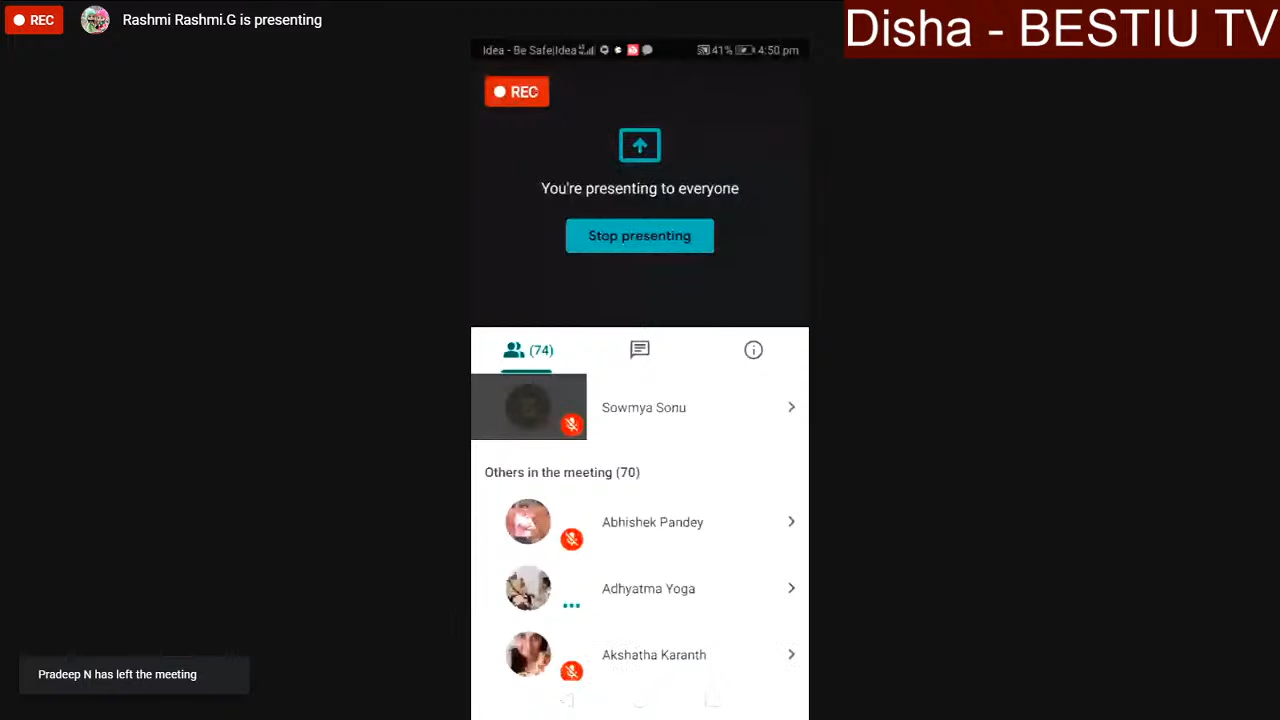 REC
Rashmi Rashmi.G is presenting
Disha - BESTIU TV
Idea - Be Safe|Idea
41%
4:50 pm
REC
You're presenting to everyone
Stop presenting
(74)
Sowmya Sonu
Others in the meeting (70)
Abhishek Pandey
Adhyatma Yoga
Akshatha Karanth
Pradeep N has left the meeting